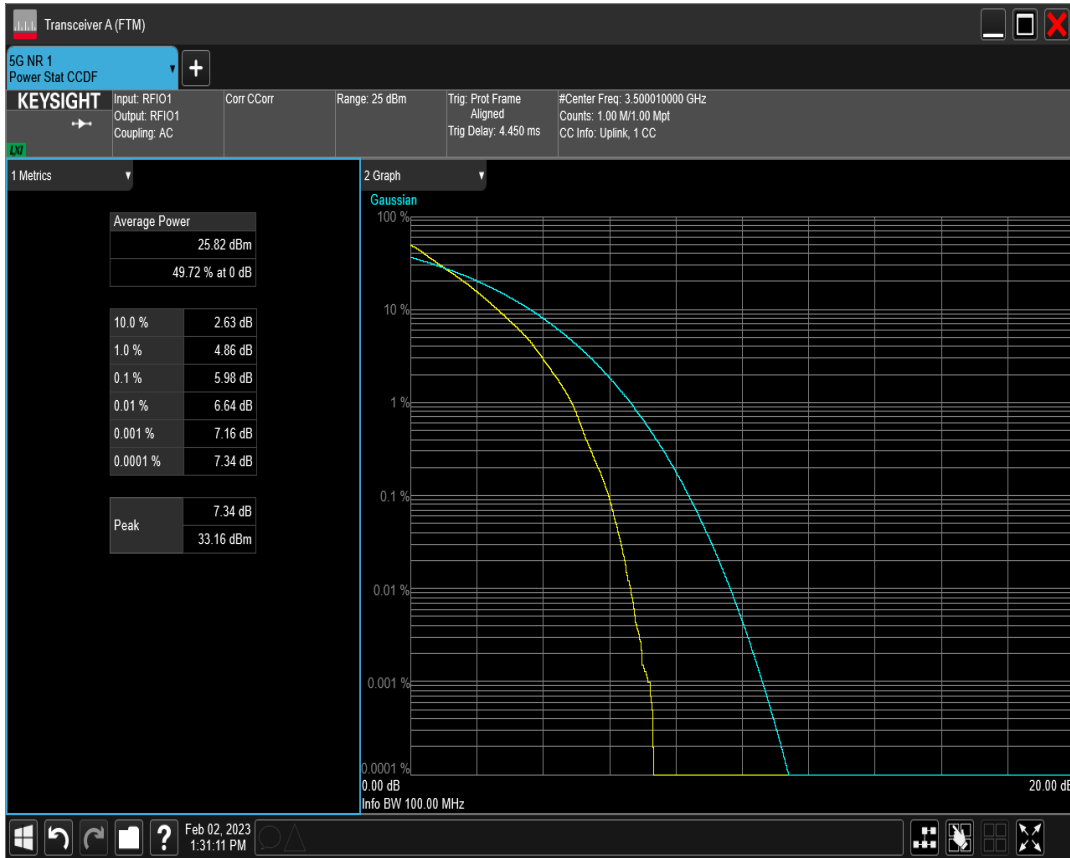 Transceiver A (FTM)
5G NR 1
Power Stat CCDF
+
KEYSIGHT
LXI
Input: RFIO1
Output: RFIO1
Coupling: AC
Corr CCorr
Range: 25 dBm
Trig: Prot Frame
Aligned
Trig Delay: 4.450 ms
#Center Freq: 3.500010000 GHz
Counts: 1.00 M/1.00 Mpt
CC Info: Uplink, 1 CC
1 Metrics
Average Power
25.82 dBm
49.72 % at 0 dB
10.0 % 2.63 dB
1.0 % 4.86 dB
0.1 % 5.98 dB
0.01 % 6.64 dB
0.001 % 7.16 dB
0.0001 % 7.34 dB
Peak
7.34 dB
33.16 dBm
2 Graph
Gaussian
100 %
10 %
1 %
0.1 %
0.01 %
0.001 %
0.0001 %
0.00 dB 20.00 dB
Info BW 100.00 MHz
?
Feb 02, 2023
1:31:11 PM